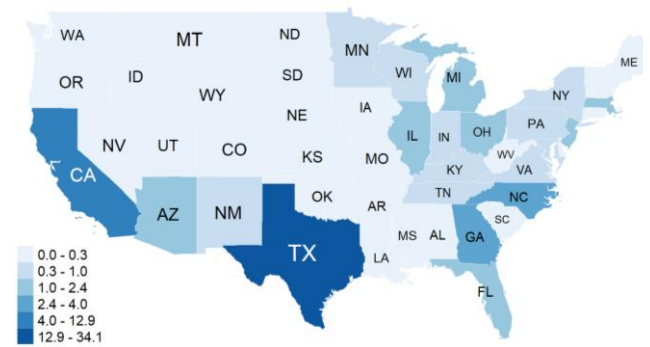 WA
MT
ND
ME
MN
OR
ID
SD
WI
MI
NY
WY
IA
PA
NE
IL
IN
OH
NV
UT
CO
WV
VA
KS
MO
KY
CA
TN
NC
OK
AZ
NM
AR
SC
MS
AL
GA
TX
LA
FL
0.0 - 0.3
0.3 - 1.0
1.0 - 2.4
2.4 - 4.0
4.0 - 12.9
12.9 - 34.1